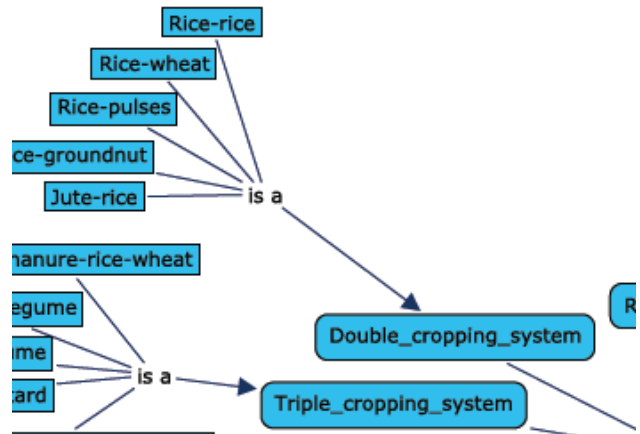 Rice-rice
Rice-wheat
Rice-pulses
ce-groundnut
Jute-rice
is a
manure-rice-wheat
egume
ume
tard
is a
Double_cropping_system
Triple_cropping_system
R